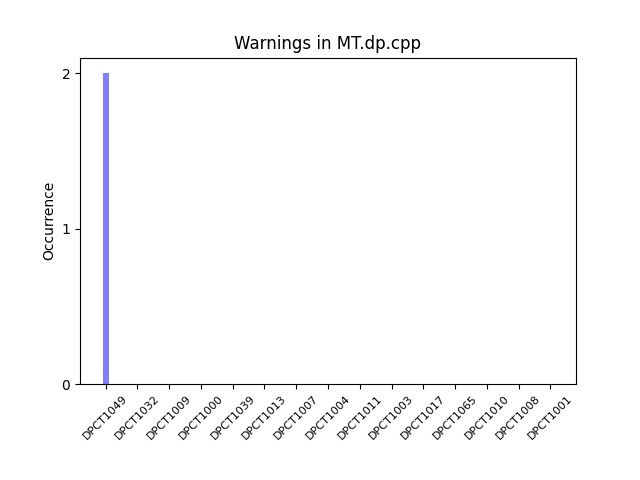 Warnings in MT.dp.cpp
Occurrence
2
1
0
DPCT1049
DPCT1032
DPCT1009
DPCT1000
DPCT1039
DPCT1013
DPCT1007
DPCT1004
DPCT1011
DPCT1003
DPCT1017
DPCT1065
DPCT1010
DPCT1008
DPCT1001